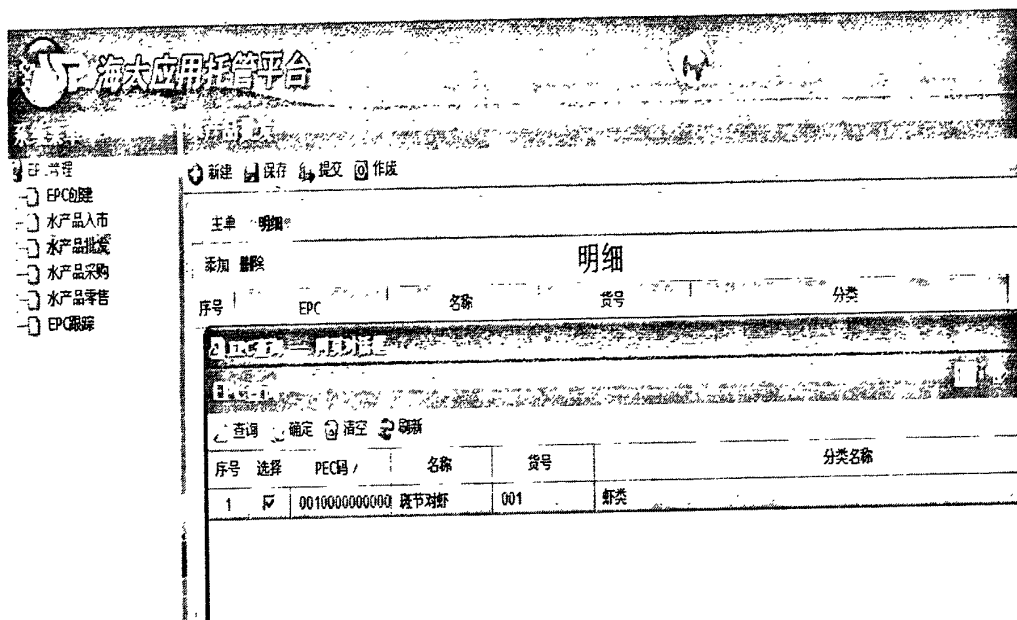 海大应用托管平台
新建 保存 提交 作废
EPC创建
水产品入市
水产品批发
水产品采购
水产品零售
EPC跟踪
主单 明细
添加 删除 明细
序号 EPC 名称 货号 分类
网页对话框
查询 确定 清空 刷新
序号 选择 PEC码 / 名称 货号 分类名称
1 0010000000000 斑节对虾 001 虾类